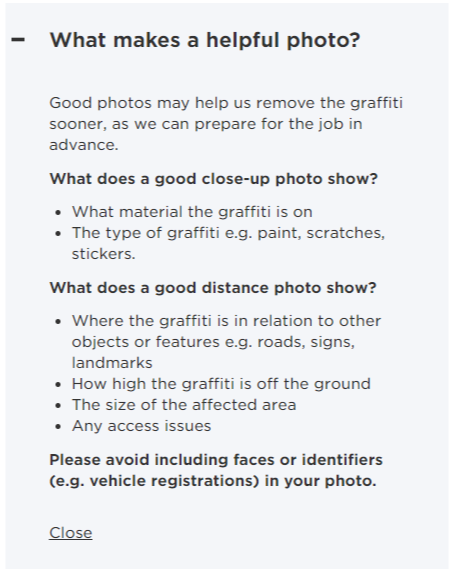 What makes a helpful photo?
Good photos may help us remove the graffiti
sooner, as we can prepare for the job in
advance.
What does a good close-up photo show?
• What material the graffiti is on
• The type of graffiti e.g. paint, scratches,
stickers.
What does a good distance photo show?
• Where the graffiti is in relation to other
objects or features e.g. roads, signs,
landmarks
• How high the graffiti is off the ground
• The size of the affected area
• Any access issues
Please avoid including faces or identifiers
(e.g. vehicle registrations) in your photo.
Close